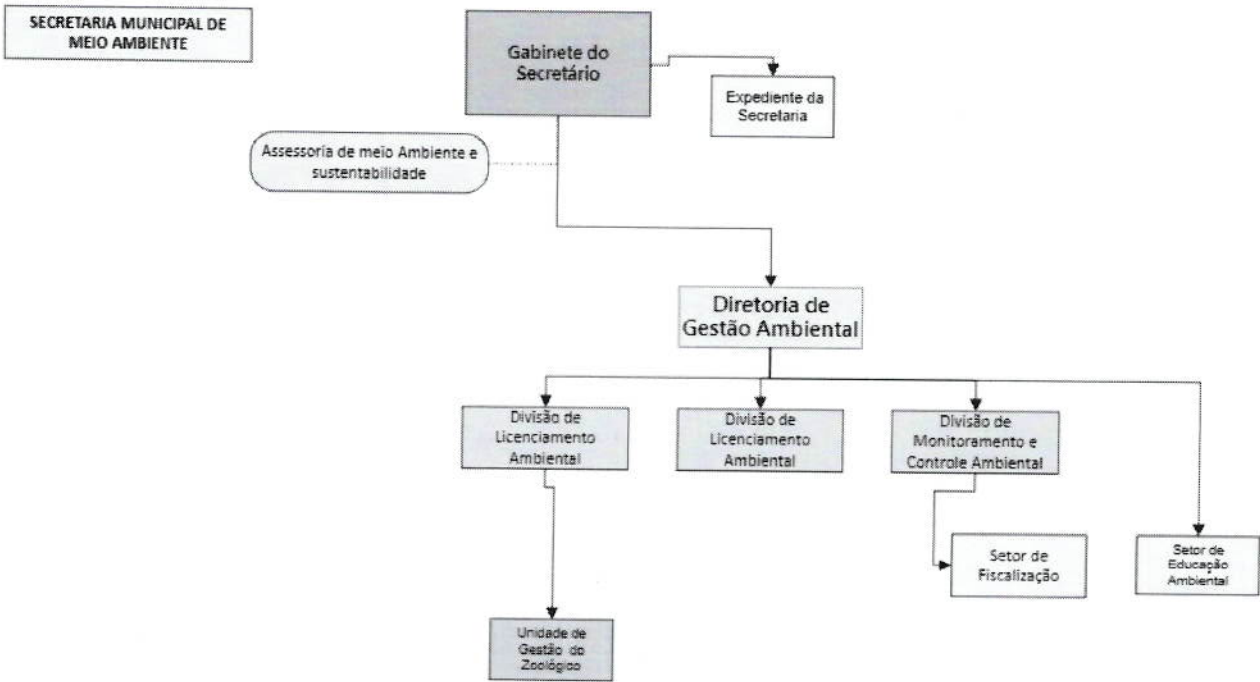 SECRETARIA MUNICIPAL DE
MEIO AMBIENTE
Gabinete do
Secretário
Expediente da
Secretaria
Assessoria de meio Ambiente e
sustentabilidade
Diretoria de
Gestão Ambiental
Divisão de
Licenciamento
Ambiental
Divisão de
Licenciamento
Ambiental
Divisão de
Monitoramento e
Controle Ambiental
Setor de
Fiscalização
Setor de
Educação
Ambiental
Unidade de
Gestão do
Zoológico